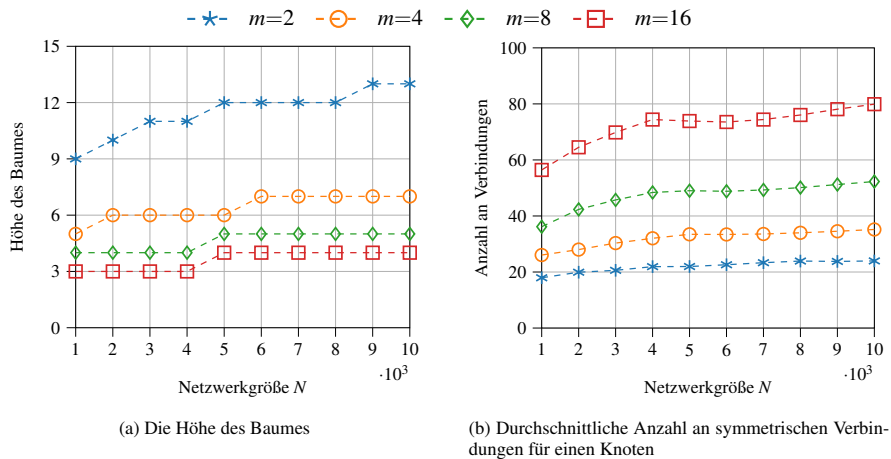 m=2 m=4 m=8 m=16
15
12
9
6
3
0
1 2 3 4 5 6 7 8 9 10
Höhe des Baumes
Netzwerkgröße N
·10³
(a) Die Höhe des Baumes
100
80
60
40
20
0
1 2 3 4 5 6 7 8 9 10
Anzahl an Verbindungen
Netzwerkgröße N
·10³
(b) Durchschnittliche Anzahl an symmetrischen Verbin-
dungen für einen Knoten